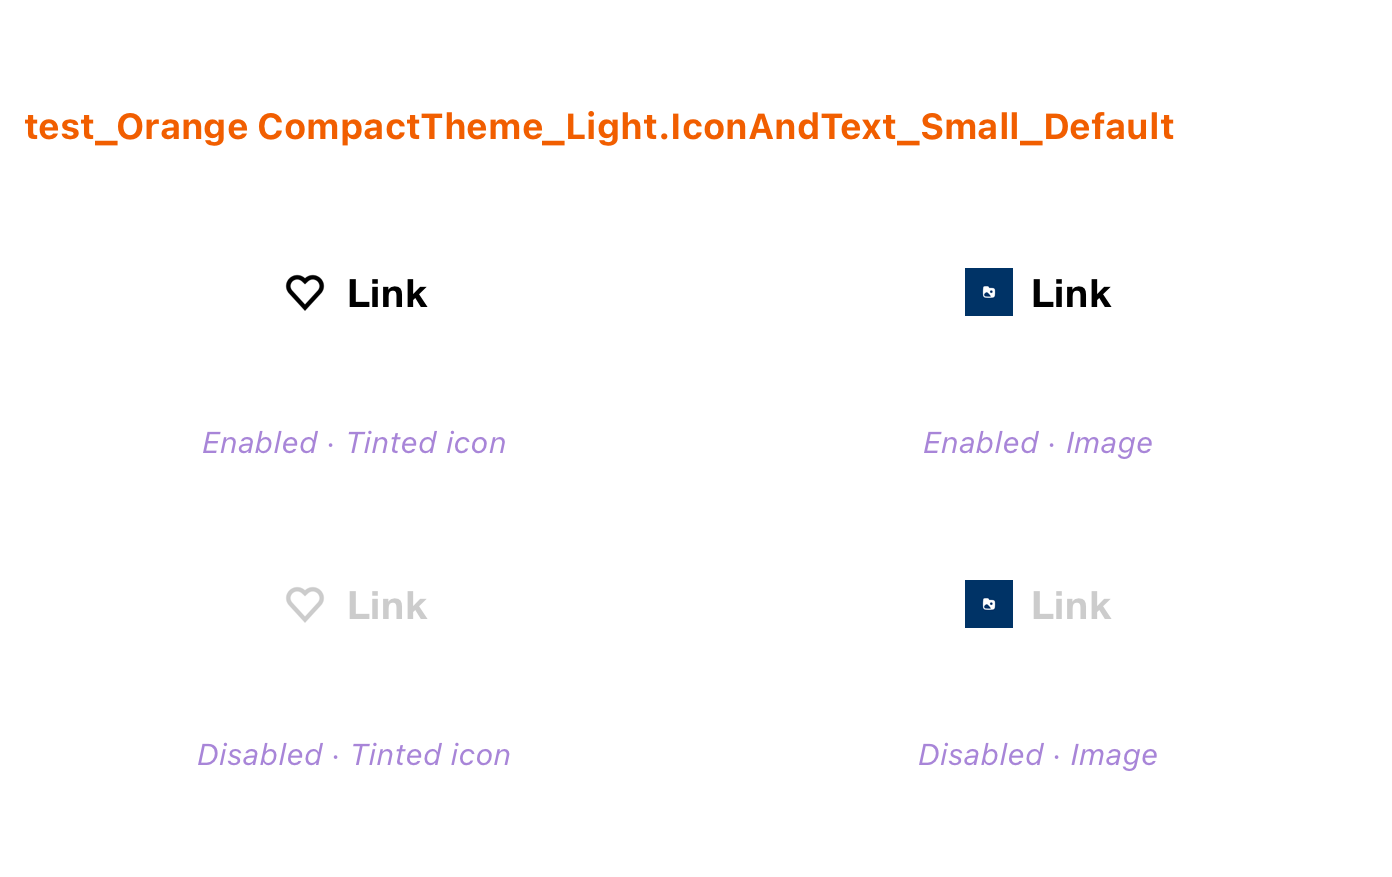 test_Orange CompactTheme_Light.IconAndText_Small_Default
Link
Link
Enabled · Tinted icon
Enabled · Image
Link
Link
Disabled · Tinted icon
Disabled · Image